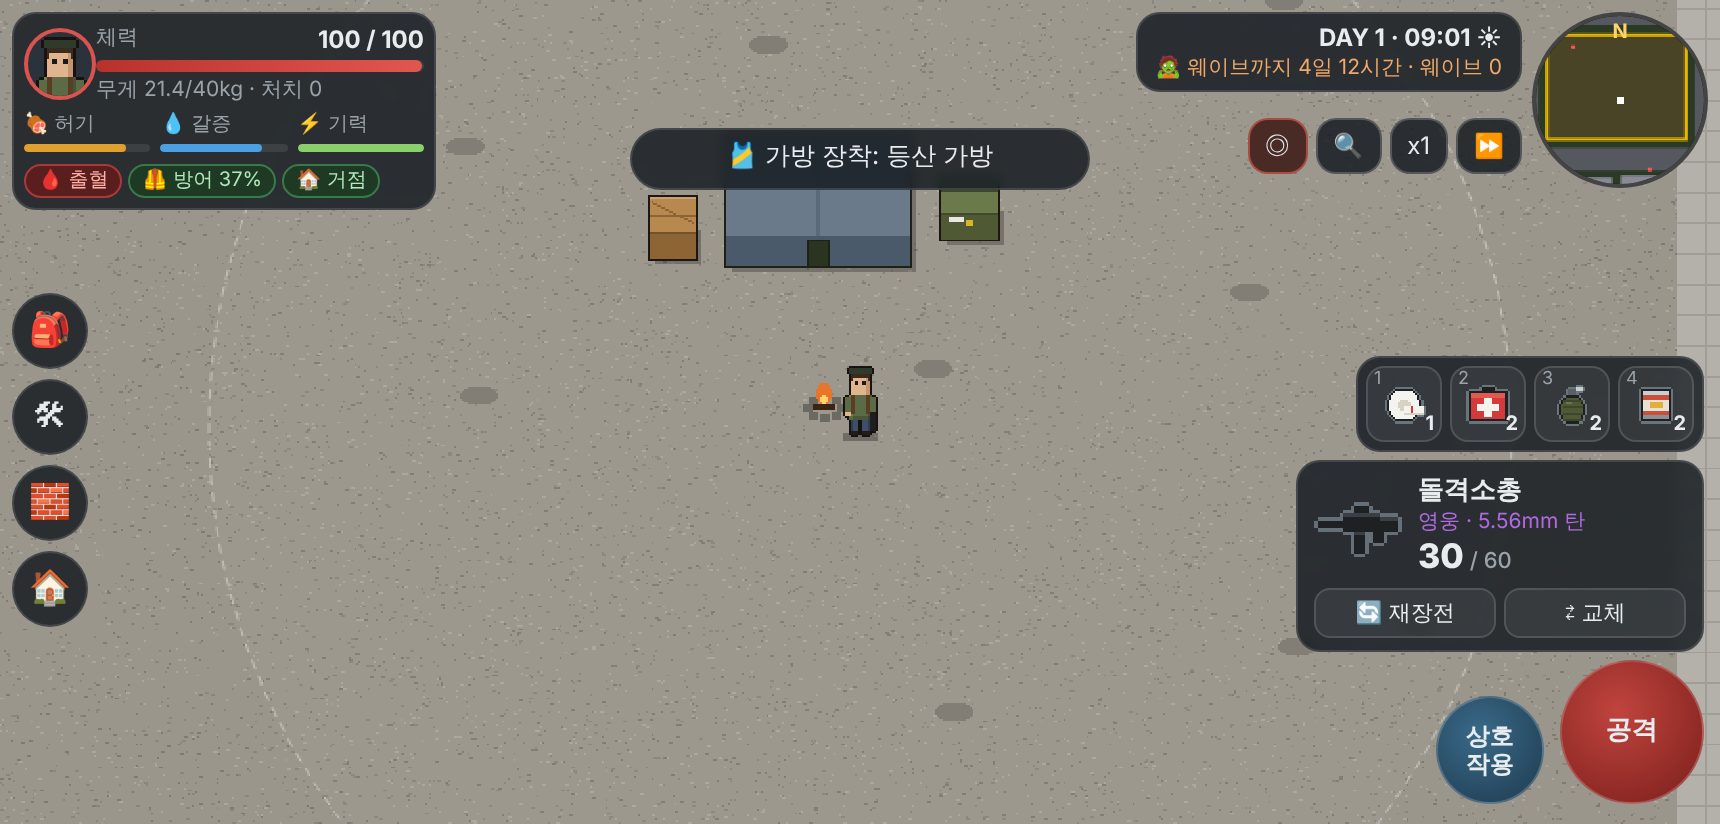 체력
100 / 100
무게 21.4/40kg · 처치 0
허기
갈증
기력
출혈
방어 37%
거점
가방 장착: 등산 가방
DAY 1 · 09:01
웨이브까지 4일 12시간 · 웨이브 0
x1
N
1
1
2
2
3
2
4
2
돌격소총
영웅 · 5.56mm 탄
30 / 60
재장전
교체
상호
작용
공격